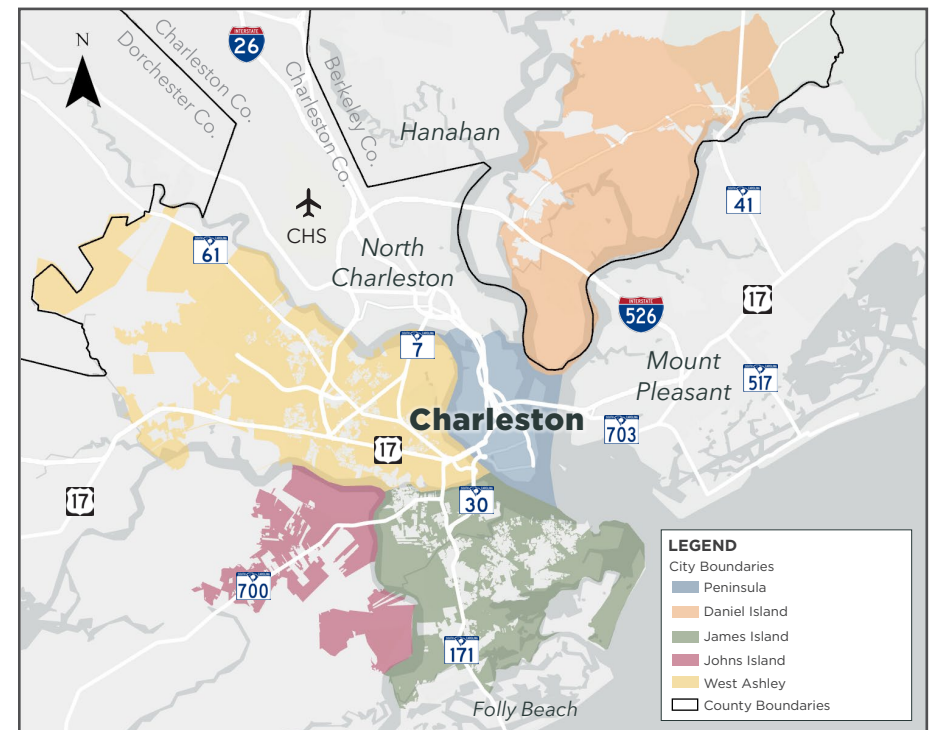 N
Charleston Co.
Dorchester Co.
INTERSTATE
26
Berkeley Co.
Charleston Co.
Hanahan
CHS
North
Charleston
61
41
17
INTERSTATE
526
7
Mount
Pleasant
517
Charleston
703
17
17
30
700
171
Folly Beach
LEGEND
City Boundaries
Peninsula
Daniel Island
James Island
Johns Island
West Ashley
County Boundaries